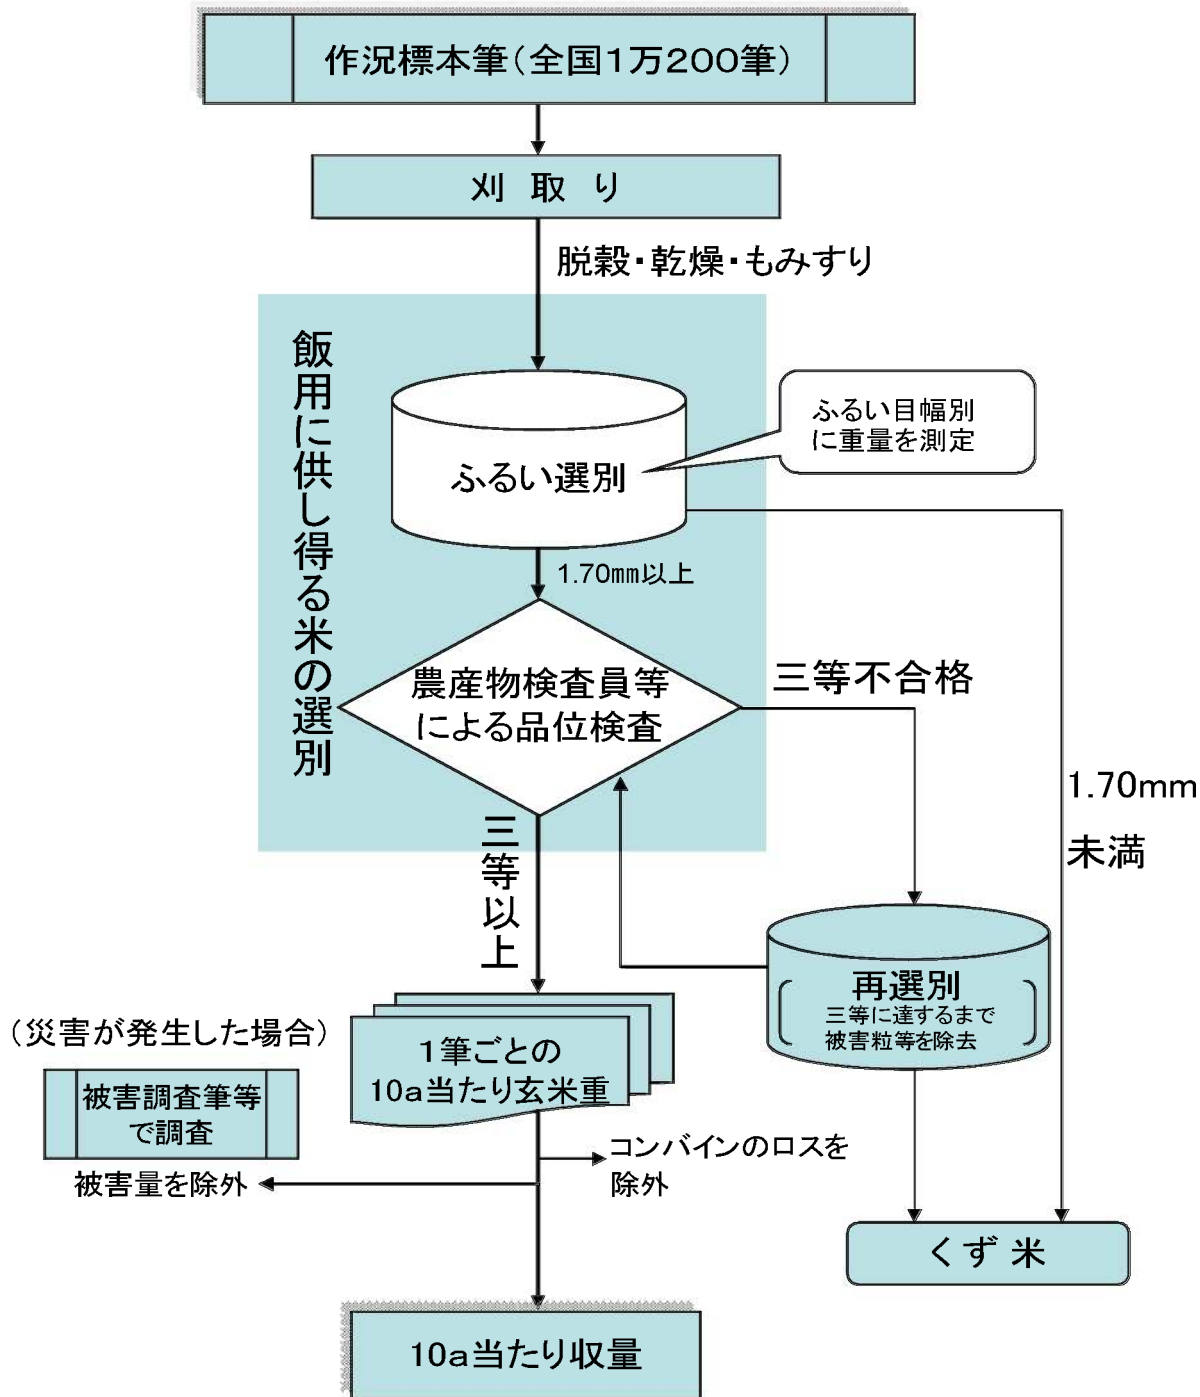 作況標本筆(全国1万200筆)
刈取り
脱穀・乾燥・もみすり
飯用に供し得る米の選別
ふるい目幅別
に重量を測定
ふるい選別
1.70㎜以上
農産物検査員等
による品位検査
三等不合格
1.70mm
未満
三等以上
再選別
三等に達するまで
被害粒等を除去
(災害が発生した場合)
被害調査筆等
で調査
1筆ごとの
10a当たり玄米重
コンバインのロスを
除外
被害量を除外
くず米
10a当たり収量